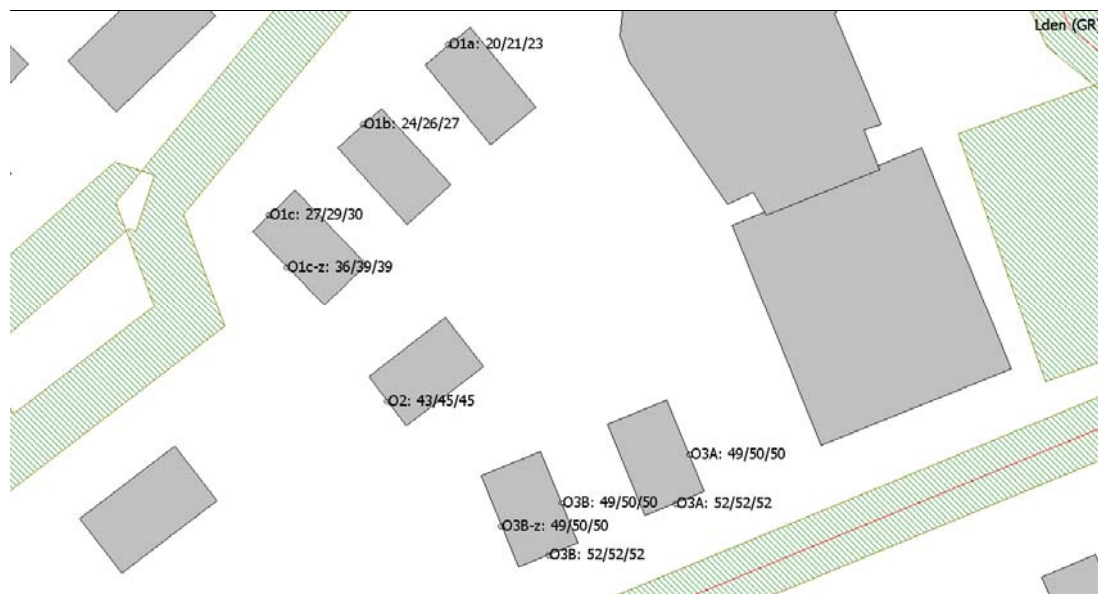 Lden (GR)
O1a: 20/21/23
O1b: 24/26/27
O1c: 27/29/30
O1c-z: 36/39/39
O2: 43/45/45
O3A: 49/50/50
O3B: 49/50/50
O3A: 52/52/52
O3B-z: 49/50/50
O3B: 52/52/52